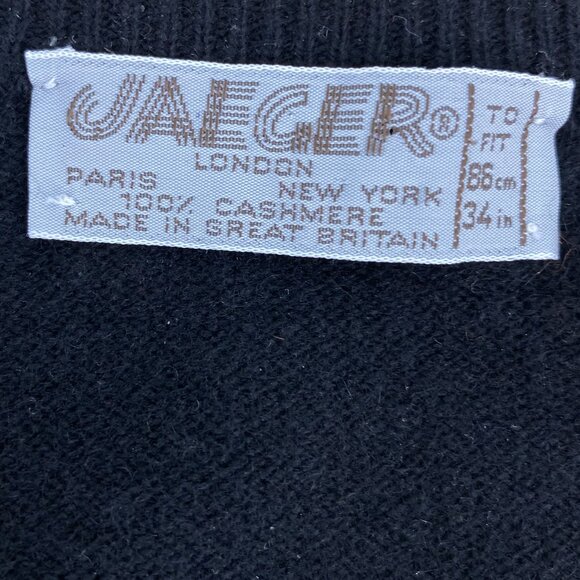 JAEGER®
LONDON
PARIS NEW YORK
100% CASHMERE
MADE IN GREAT BRITAIN
TO
FIT
86cm
34in